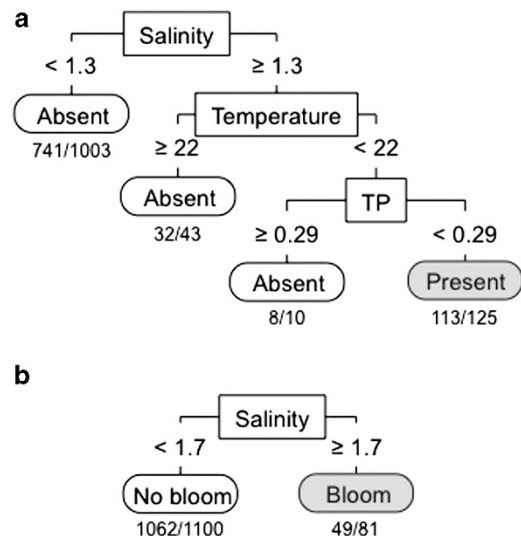 a
Salinity
< 1.3 ≥ 1.3
Absent Temperature
741/1003
≥ 22 < 22
Absent TP
32/43
≥ 0.29 < 0.29
Absent Present
8/10 113/125
b
Salinity
< 1.7 ≥ 1.7
No bloom Bloom
1062/1100 49/81